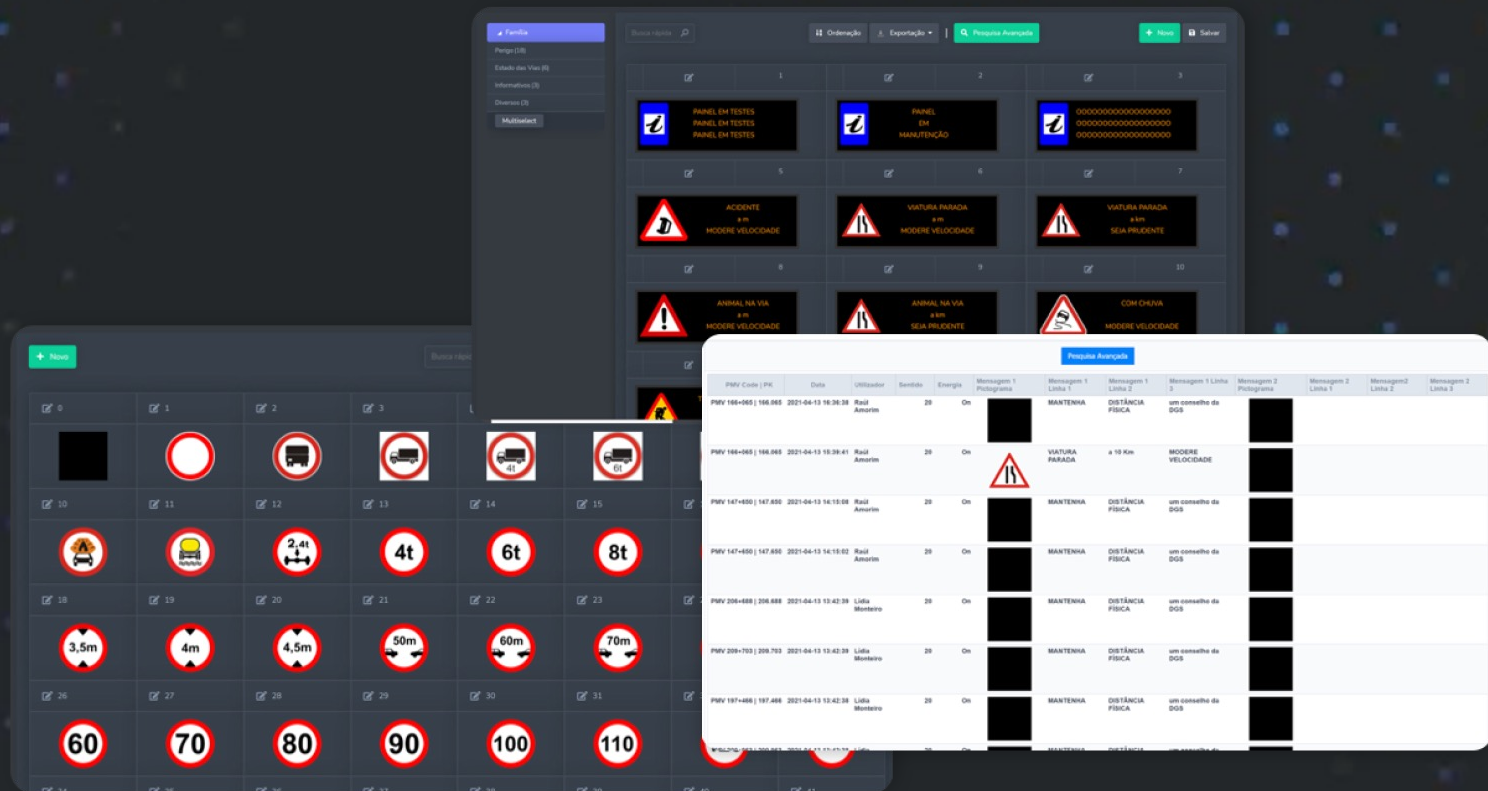 Família
Perigo (18)
Estado das Vias (6)
Informativos (3)
Diversos (3)
Multiselect
Busca rápida
Ordenação
Exportação
Pesquisa Avançada
+ Novo
Salvar
1
2
3
PAINEL EM TESTES
PAINEL EM TESTES
PAINEL EM TESTES
PAINEL
EM
MANUTENÇÃO
5
6
7
ACIDENTE
a m
MODERE VELOCIDADE
VIATURA PARADA
a m
MODERE VELOCIDADE
VIATURA PARADA
a km
SEJA PRUDENTE
8
9
10
ANIMAL NA VIA
a m
MODERE VELOCIDADE
ANIMAL NA VIA
a km
SEJA PRUDENTE
COM CHUVA
MODERE VELOCIDADE
+ Novo
Busca rápida
0
1
2
3
4t
6t
10
11
12
13
14
15
2.4t
4t
6t
8t
18
19
20
21
22
23
3,5m
4m
4,5m
50m
60m
70m
26
27
28
29
30
31
60
70
80
90
100
110
Pesquisa Avançada
PMV Code | PK
Data
Utilizador
Sentido
Energia
Mensagem 1 Pictograma
Mensagem 1 Linha 1
Mensagem 1 Linha 2
Mensagem 1 Linha 3
Mensagem 2 Pictograma
Mensagem 2 Linha 1
Mensagem2 Linha 2
Mensagem 2 Linha 3
PMV 166+065 | 166.065 2021-04-13 16:36:38 Raúl Amorim 20 On MANTENHA DISTÂNCIA FÍSICA um conselho da DGS
PMV 166+065 | 166.065 2021-04-13 15:39:41 Raúl Amorim 20 On VIATURA PARADA a 10 Km MODERE VELOCIDADE
PMV 147+650 | 147.650 2021-04-13 14:15:06 Raúl Amorim 20 On MANTENHA DISTÂNCIA FÍSICA um conselho da DGS
PMV 147+650 | 147.650 2021-04-13 14:15:02 Raúl Amorim 20 On MANTENHA DISTÂNCIA FÍSICA um conselho da DGS
PMV 206+688 | 206.688 2021-04-13 13:42:39 Lídia Monteiro 20 On MANTENHA DISTÂNCIA FÍSICA um conselho da DGS
PMV 209+703 | 209.703 2021-04-13 13:42:39 Lídia Monteiro 20 On MANTENHA DISTÂNCIA FÍSICA um conselho da DGS
PMV 197+466 | 197.466 2021-04-13 13:42:38 Lídia Monteiro 20 On MANTENHA DISTÂNCIA FÍSICA um conselho da DGS